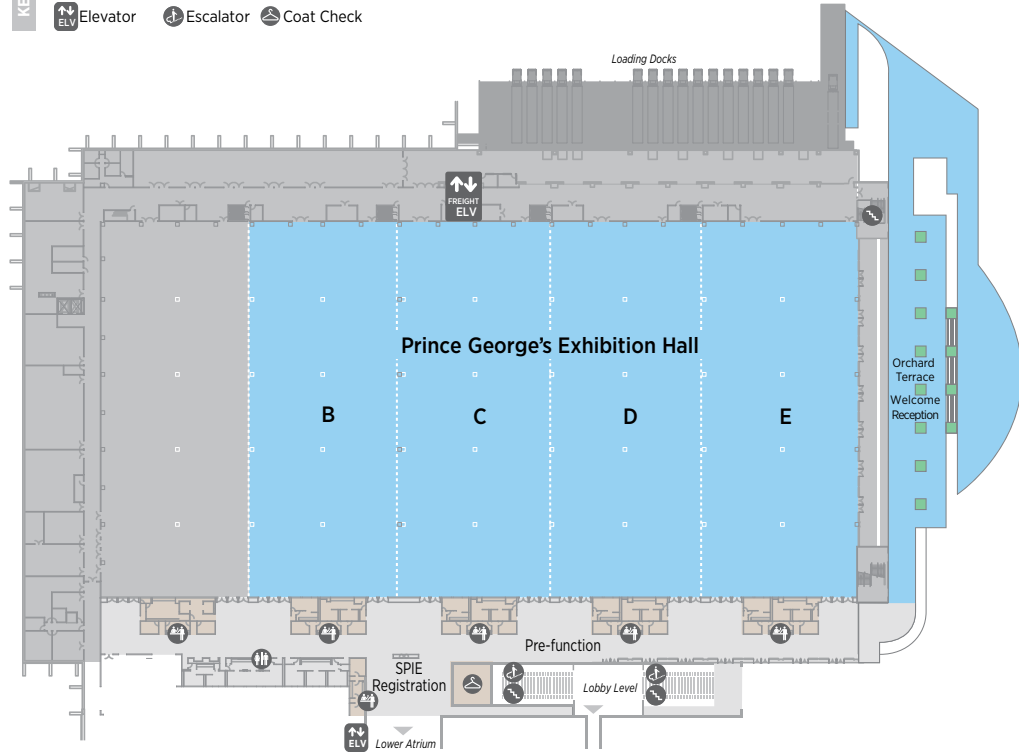 KE
ELV
Elevator
Escalator
Coat Check
Loading Docks
FREIGHT
ELV
Prince George's Exhibition Hall
B
C
D
E
Orchard
Terrace
Welcome
Reception
Pre-function
SPIE
Registration
Lobby Level
ELV
Lower Atrium